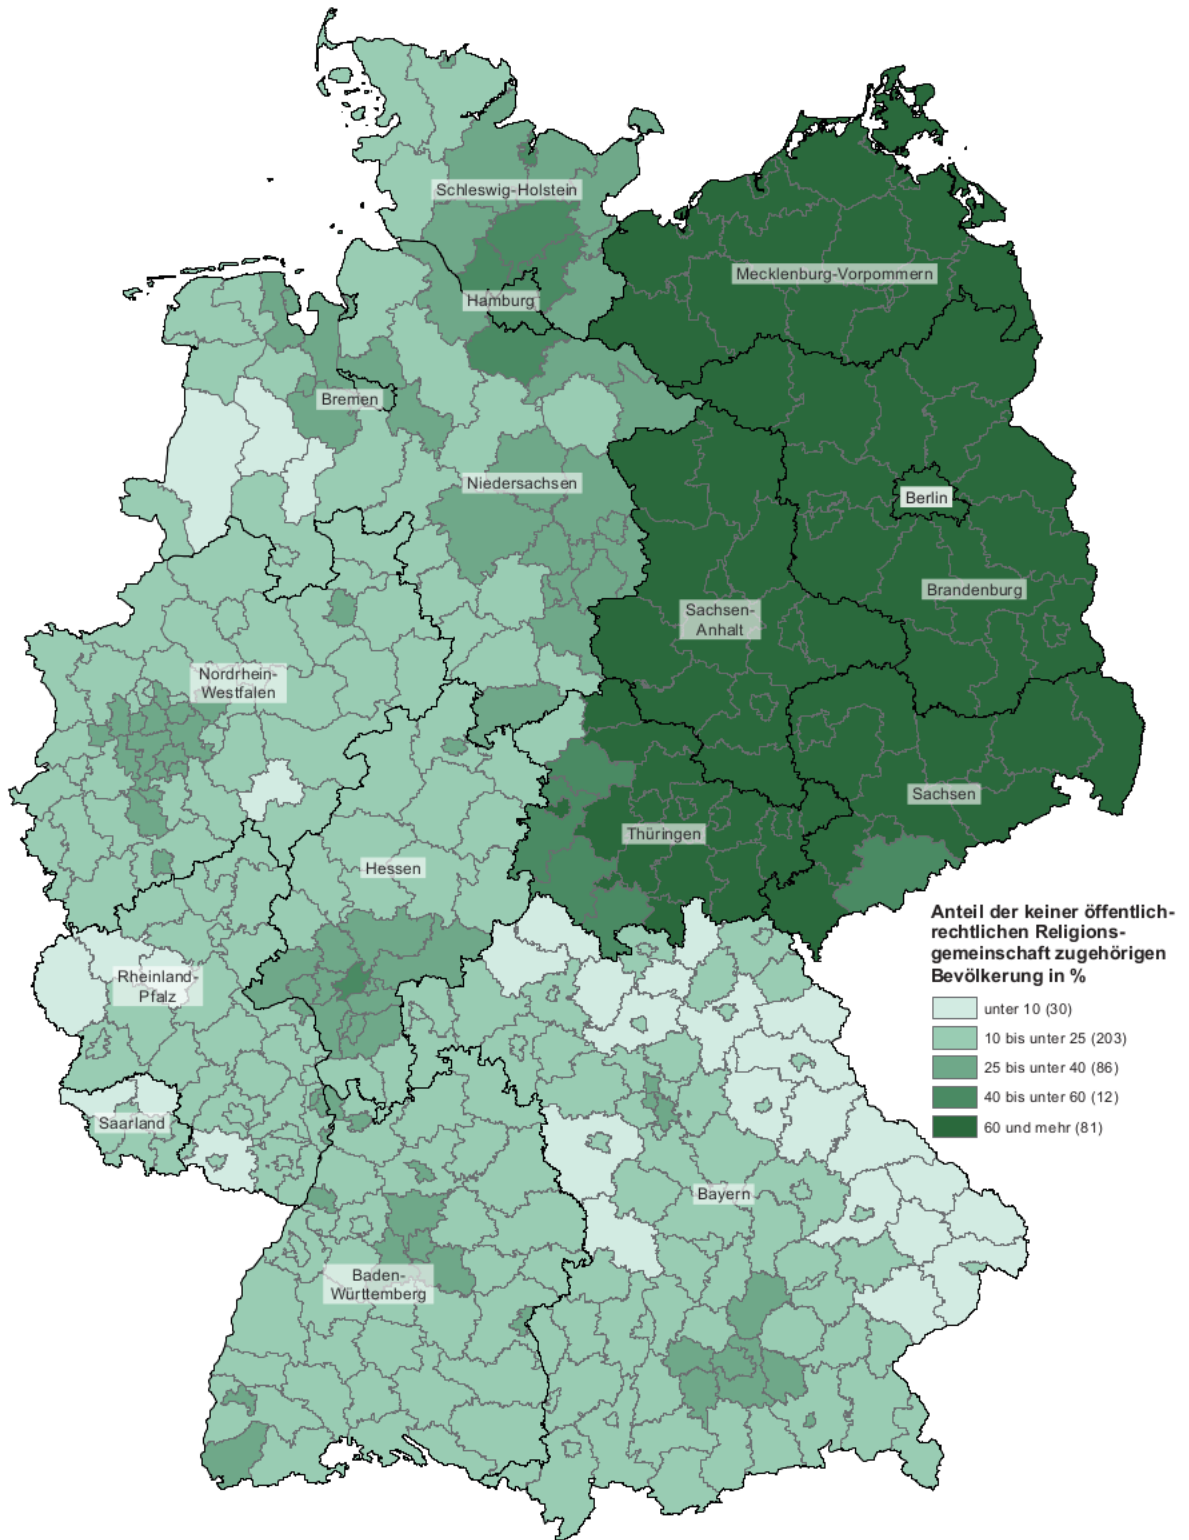 Schleswig-Holstein
Mecklenburg-Vorpommern
Hamburg
Bremen
Niedersachsen
Berlin
Brandenburg
Sachsen-
Anhalt
Nordrhein-
Westfalen
Sachsen
Thüringen
Hessen
Rheinland-
Pfalz
Saarland
Bayern
Baden-
Württemberg
Anteil der keiner öffentlich-
rechtlichen Religions-
gemeinschaft zugehörigen
Bevölkerung in %
unter 10 (30)
10 bis unter 25 (203)
25 bis unter 40 (86)
40 bis unter 60 (12)
60 und mehr (81)